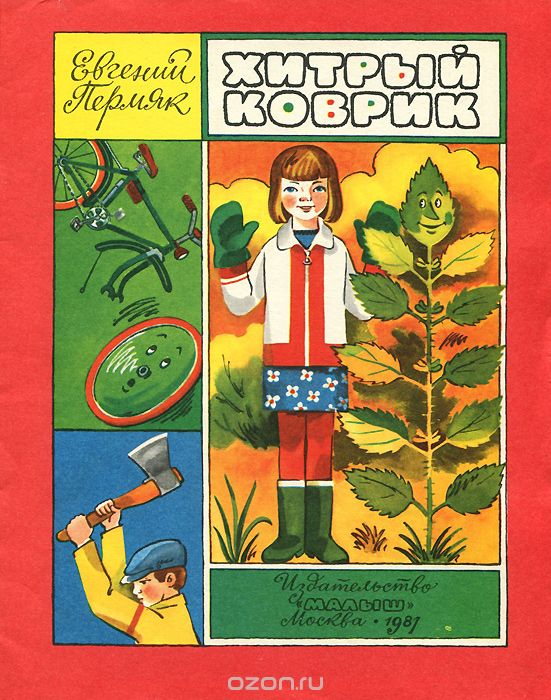 Евгений
Пермяк
ХИТРЫЙ
КОВРИК
Издательство
«МАЛЫШ»
Москва · 1981
ozon.ru